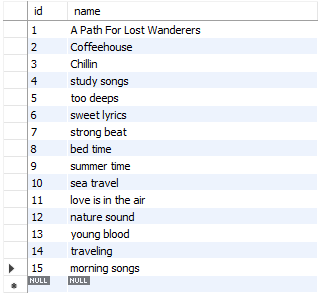 id name
1 A Path For Lost Wanderers
2 Coffeehouse
3 Chillin
4 study songs
5 too deeps
6 sweet lyrics
7 strong beat
8 bed time
9 summer time
10 sea travel
11 love is in the air
12 nature sound
13 young blood
14 traveling
15 morning songs
NULL NULL